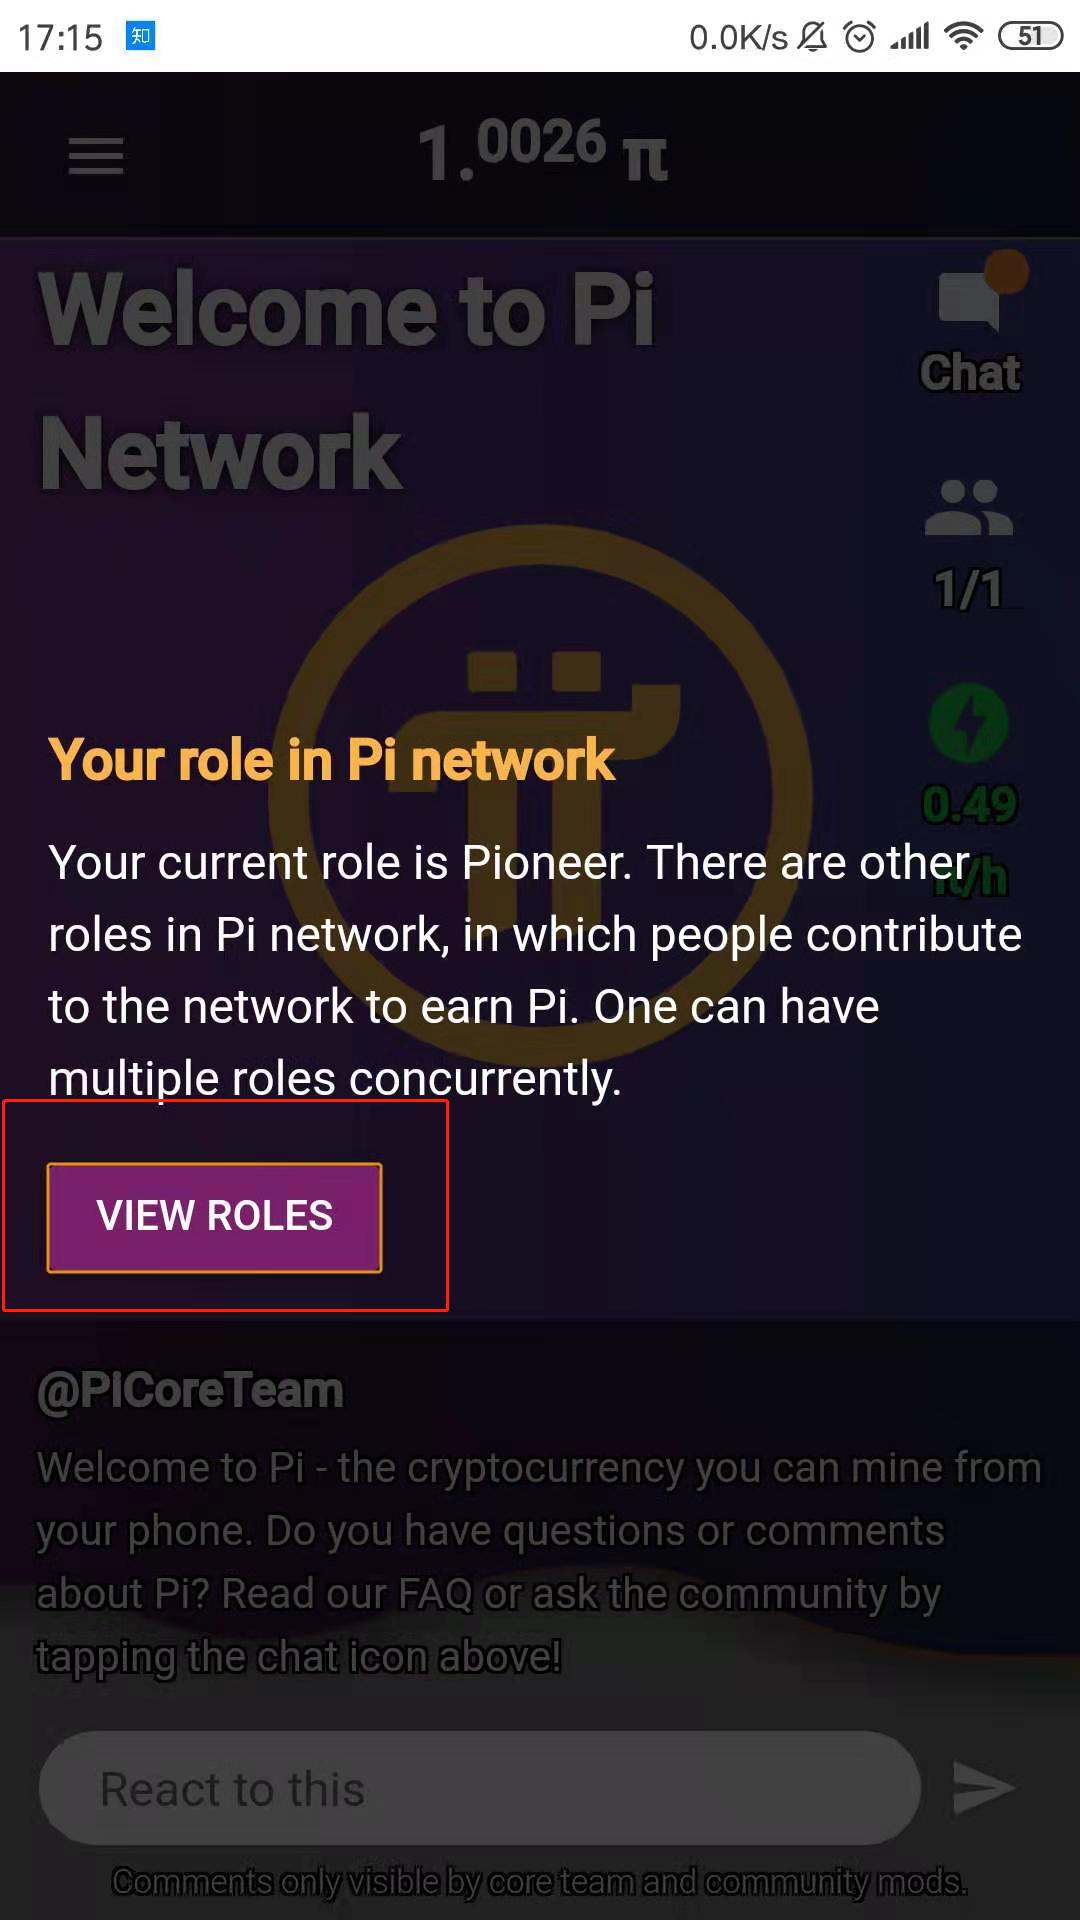 17:15 知 0.0K/s 51
1.0026 π
Welcome to Pi
Network
Chat
1/1
0.49
π/h
Your role in Pi network
Your current role is Pioneer. There are other
roles in Pi network, in which people contribute
to the network to earn Pi. One can have
multiple roles concurrently.
VIEW ROLES
@PiCoreTeam
Welcome to Pi - the cryptocurrency you can mine from
your phone. Do you have questions or comments
about Pi? Read our FAQ or ask the community by
tapping the chat icon above!
React to this
Comments only visible by core team and community mods.